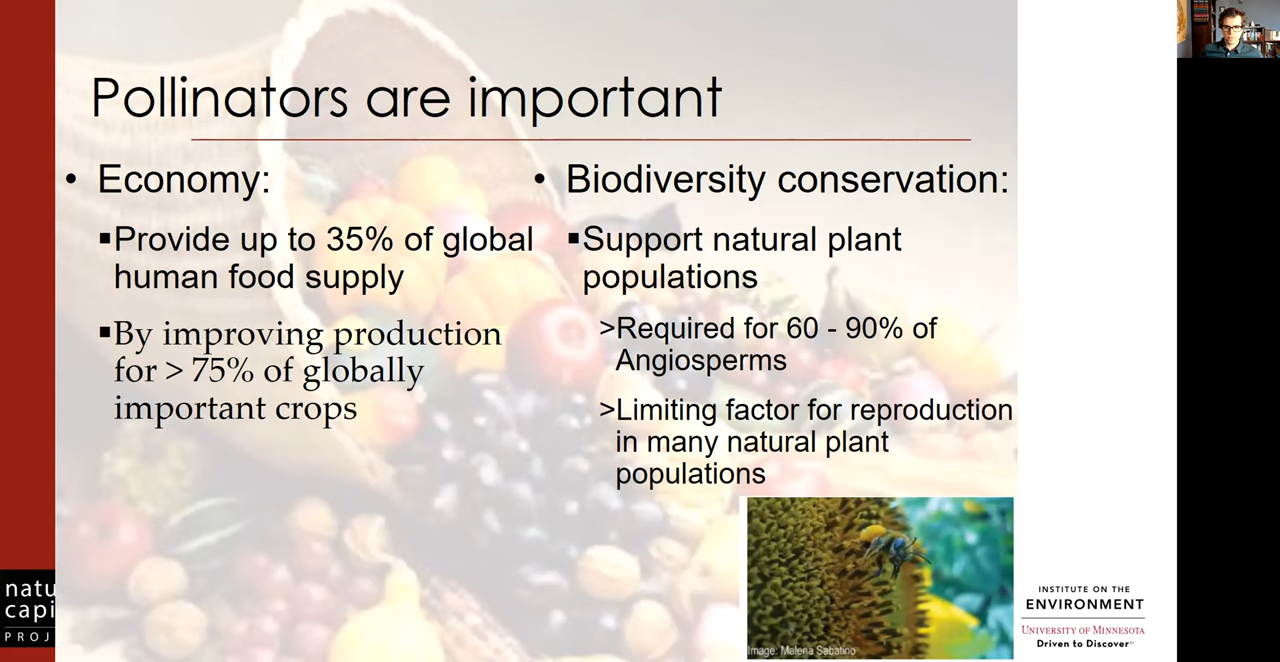 Pollinators are important
• Economy:
▪Provide up to 35% of global
human food supply
▪By improving production
for > 75% of globally
important crops
• Biodiversity conservation:
▪Support natural plant
populations
>Required for 60 - 90% of
Angiosperms
>Limiting factor for reproduction
in many natural plant
populations
Image: Malena Sabatino
natu
capi
PROJ
INSTITUTE ON THE
ENVIRONMENT
UNIVERSITY OF MINNESOTA
Driven to Discover℠